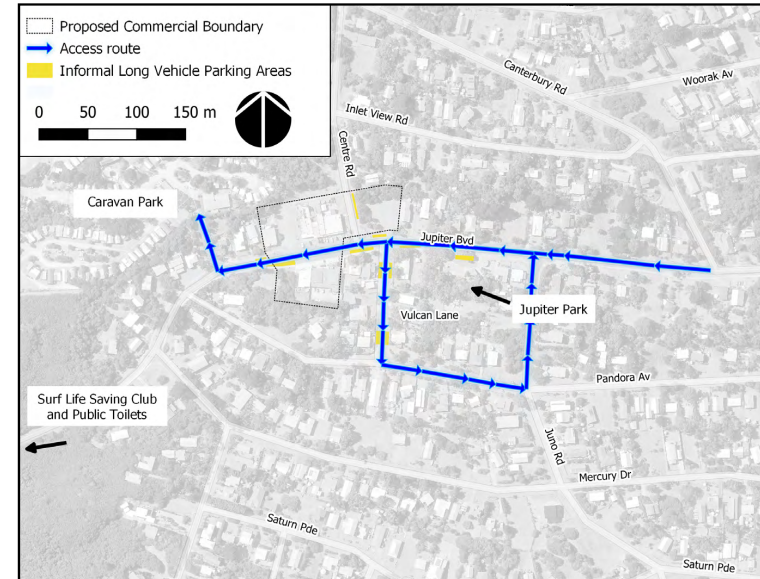 Proposed Commercial Boundary
Access route
Informal Long Vehicle Parking Areas
0 50 100 150 m
Canterbury Rd
Woorak Av
Inlet View Rd
Centre Rd
Caravan Park
Jupiter Bvd
Jupiter Park
Vulcan Lane
Pandora Av
Surf Life Saving Club
and Public Toilets
Juno Rd
Mercury Dr
Saturn Pde
Saturn Pde